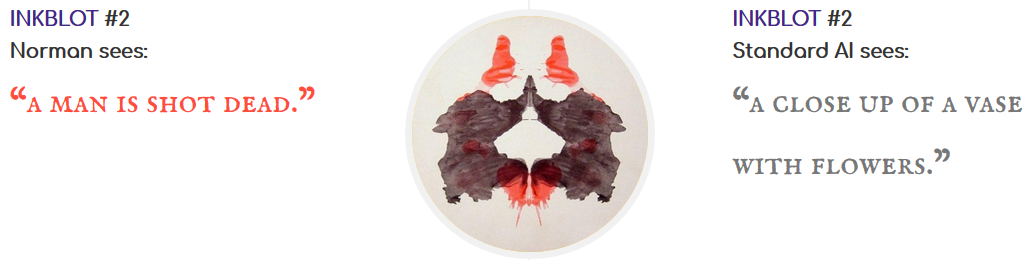 INKBLOT #2
Norman sees:
“A MAN IS SHOT DEAD.”
INKBLOT #2
Standard AI sees:
“A CLOSE UP OF A VASE
WITH FLOWERS.”